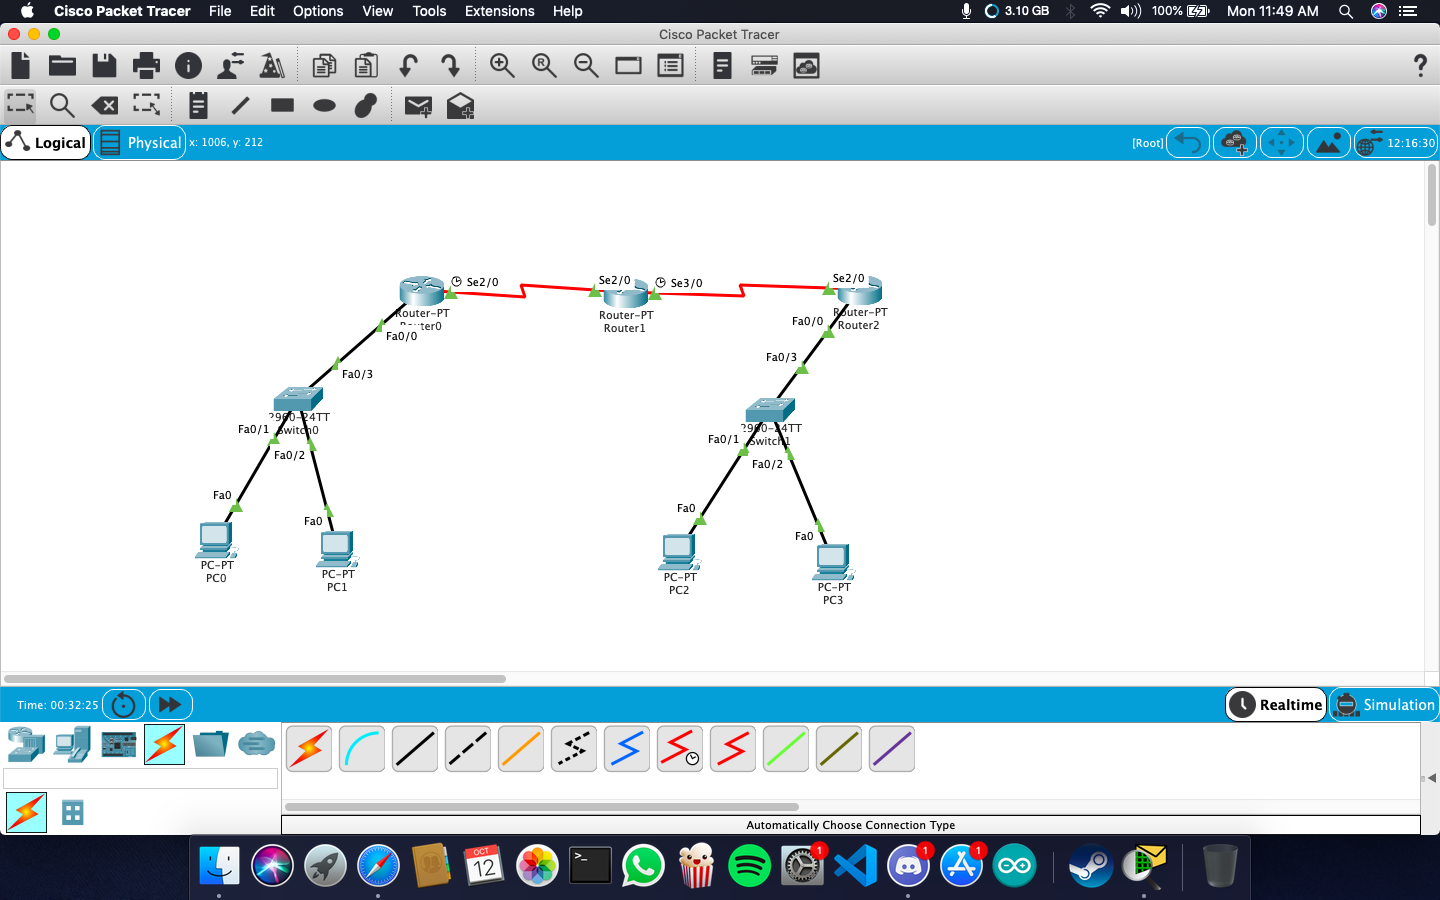 Cisco Packet Tracer File Edit Options View Tools Extensions Help 3.10 GB 100% Mon 11:49 AM
Cisco Packet Tracer
R
?
Logical Physical x: 1006, y: 212 [Root] 12:16:30
Se2/0 Se2/0 Se3/0 Se2/0
Router-PT Router-PT Router-PT
Router0 Router1 Router2
Fa0/0 Fa0/0
Fa0/3 Fa0/3
2960-24TT 2960-24TT
Switch0 Switch1
Fa0/1 Fa0/1
Fa0/2 Fa0/2
Fa0 Fa0 Fa0 Fa0
PC-PT PC-PT PC-PT PC-PT
PC0 PC1 PC2 PC3
Time: 00:32:25 Realtime Simulation
Automatically Choose Connection Type
OCT
12
>_
1 1 1